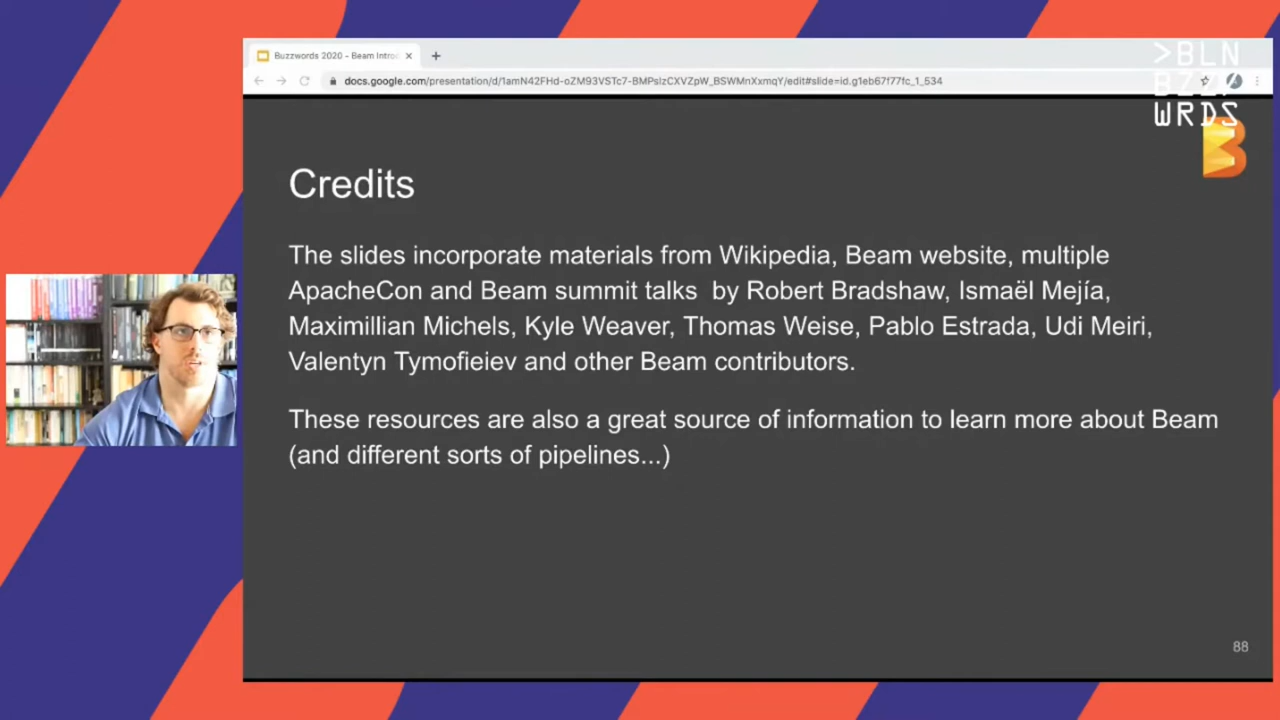 Buzzwords 2020 - Beam Intro
docs.google.com/presentation/d/1amN42FHd-oZM93VSTc7-BMPslzCXVZpW_BSWMnXxmqY/edit#slide=id.g1eb67f77fc_1_534
>BLN
BZZ
WRDS
Credits
The slides incorporate materials from Wikipedia, Beam website, multiple
ApacheCon and Beam summit talks by Robert Bradshaw, Ismaël Mejía,
Maximillian Michels, Kyle Weaver, Thomas Weise, Pablo Estrada, Udi Meiri,
Valentyn Tymofieiev and other Beam contributors.
These resources are also a great source of information to learn more about Beam
(and different sorts of pipelines...)
88